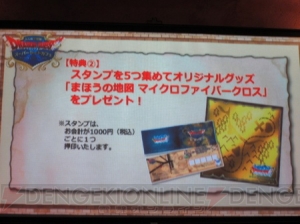 【特典②】
スタンプを5つ集めてオリジナルグッズ
「まほうの地図 マイクロファイバークロス」
をプレゼント！
※スタンプは、
お会計が1000円（税込）
ごとに1つ
押印いたします。
DENGEKIONLINE